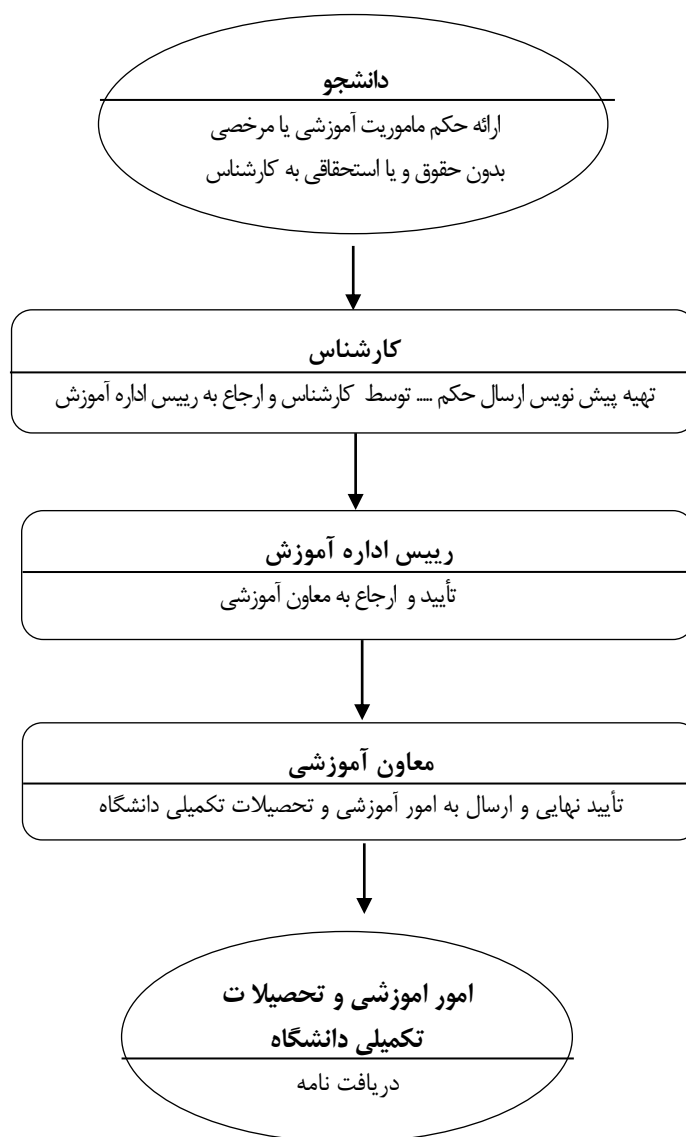 دانشجو
ارائه حکم ماموریت آموزشی یا مرخصی
بدون حقوق و یا استحقاقی به کارشناس
کارشناس
تهیه پیش نویس ارسال حکم .... توسط کارشناس و ارجاع به رییس اداره آموزش
رییس اداره آموزش
تأیید و ارجاع به معاون آموزشی
معاون آموزشی
تأیید نهایی و ارسال به امور آموزشی و تحصیلات تکمیلی دانشگاه
امور اموزشی و تحصیلا ت
تکمیلی دانشگاه
دریافت نامه